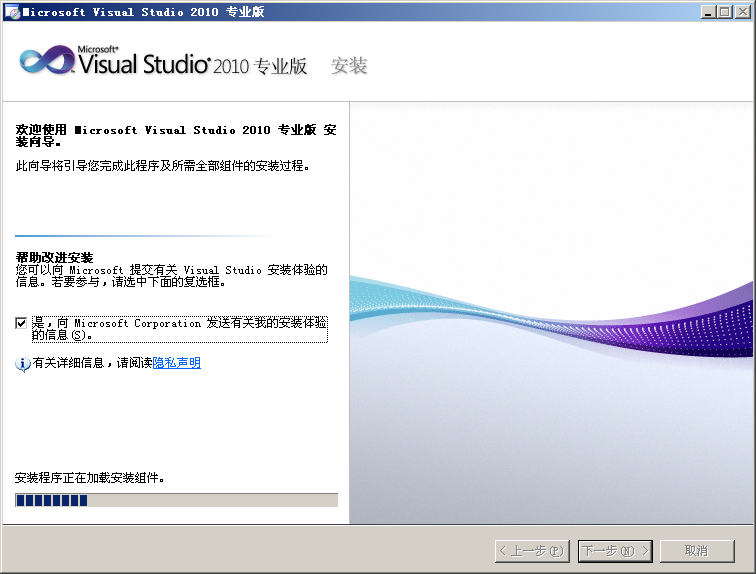 Microsoft Visual Studio 2010 专业版
Microsoft®
Visual Studio® 2010 专业版 安装
欢迎使用 Microsoft Visual Studio 2010 专业版 安
装向导。
此向导将引导您完成此程序及所需全部组件的安装过程。
帮助改进安装
您可以向 Microsoft 提交有关 Visual Studio 安装体验的
信息。若要参与，请选中下面的复选框。
是，向 Microsoft Corporation 发送有关我的安装体验
的信息(S)。
有关详细信息，请阅读隐私声明
安装程序正在加载安装组件。
< 上一步(P)
下一步(N) >
取消